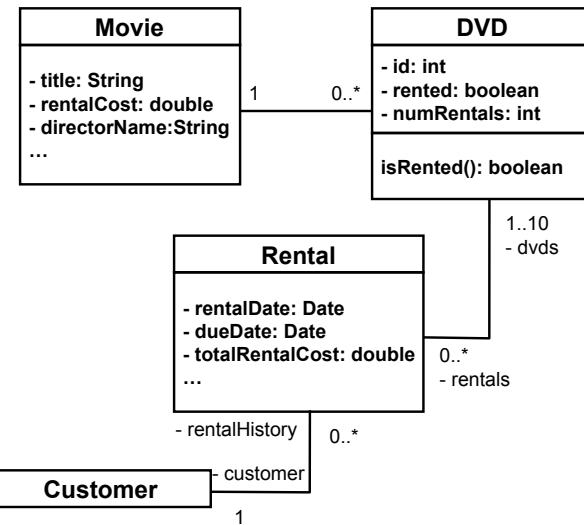 Movie
- title: String
- rentalCost: double
- directorName:String
...
1
0..*
DVD
- id: int
- rented: boolean
- numRentals: int
isRented(): boolean
1..10
- dvds
Rental
- rentalDate: Date
- dueDate: Date
- totalRentalCost: double
...
0..*
- rentals
- rentalHistory
0..*
- customer
Customer
1